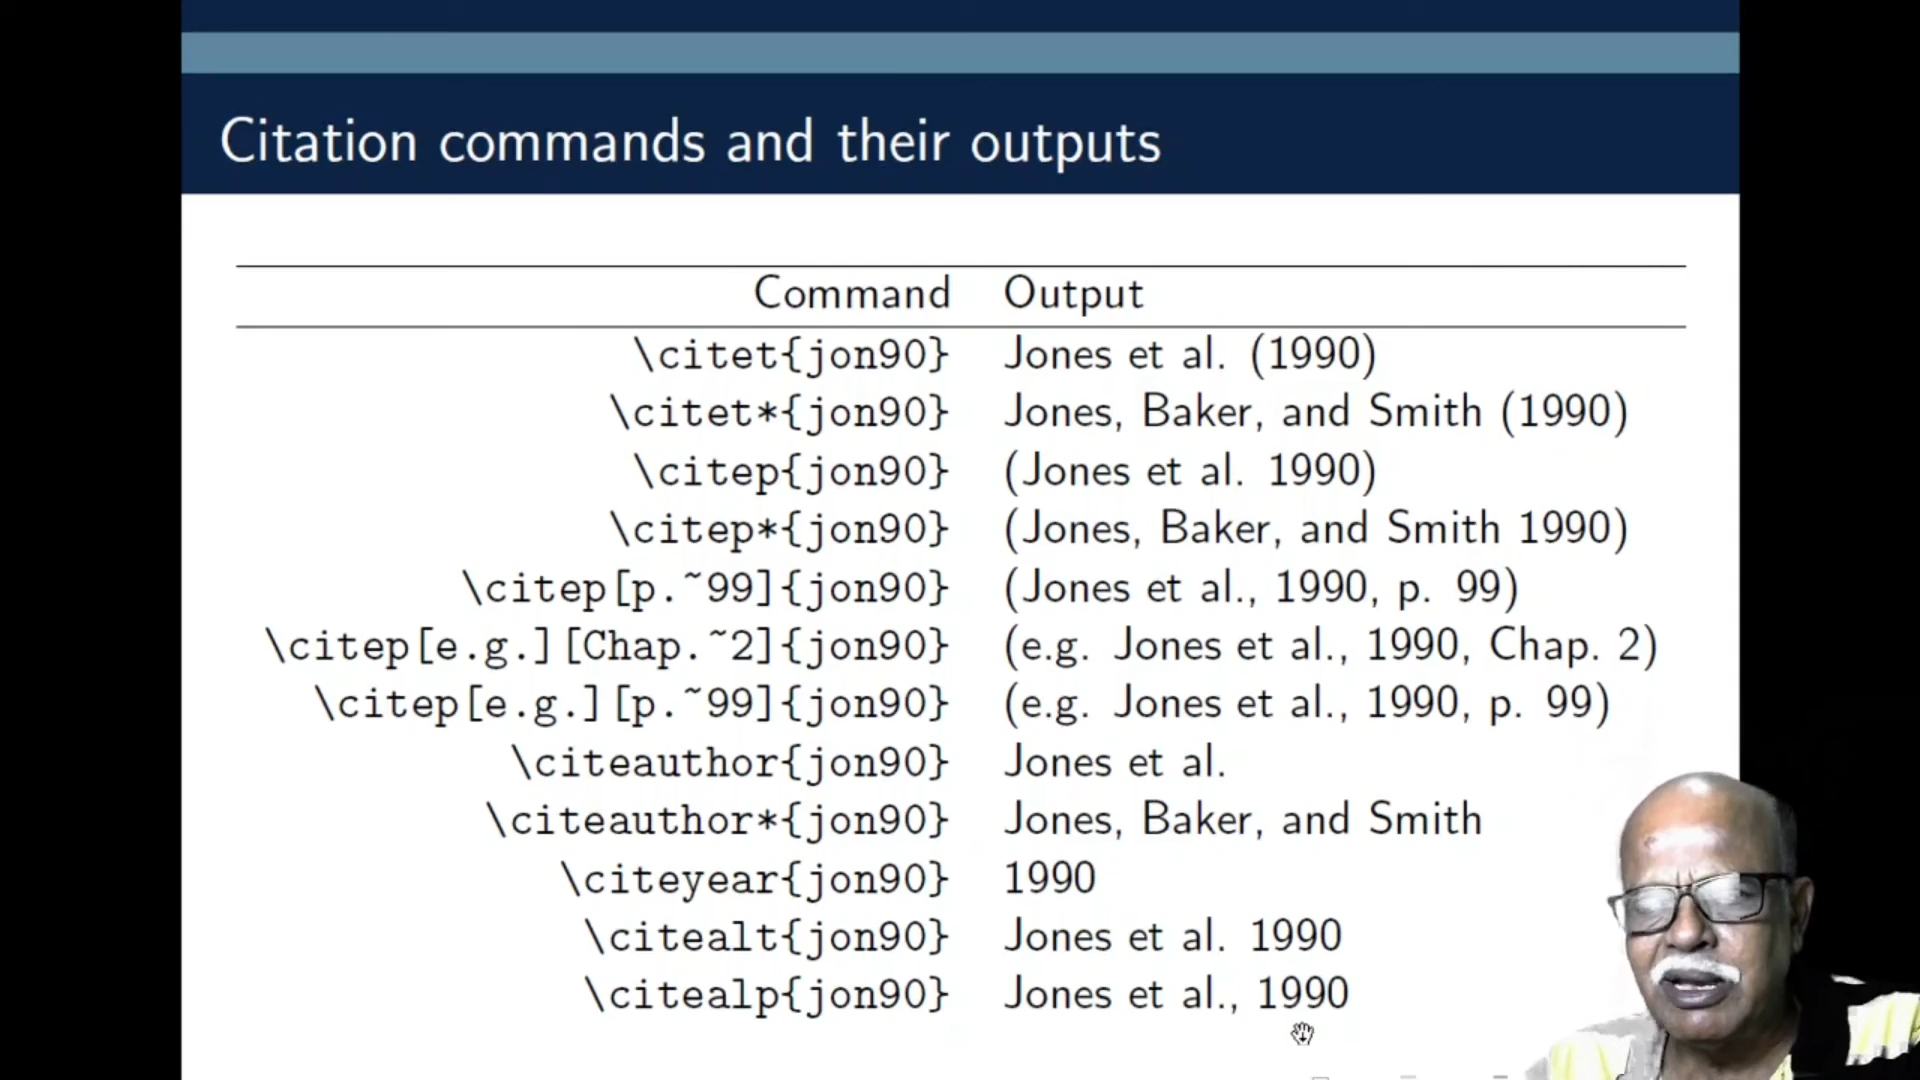 Citation commands and their outputs
Command Output
\citet{jon90} Jones et al. (1990)
\citet*{jon90} Jones, Baker, and Smith (1990)
\citep{jon90} (Jones et al. 1990)
\citep*{jon90} (Jones, Baker, and Smith 1990)
\citep[p.~99]{jon90} (Jones et al., 1990, p. 99)
\citep[e.g.][Chap.~2]{jon90} (e.g. Jones et al., 1990, Chap. 2)
\citep[e.g.][p.~99]{jon90} (e.g. Jones et al., 1990, p. 99)
\citeauthor{jon90} Jones et al.
\citeauthor*{jon90} Jones, Baker, and Smith
\citeyear{jon90} 1990
\citealt{jon90} Jones et al. 1990
\citealp{jon90} Jones et al., 1990